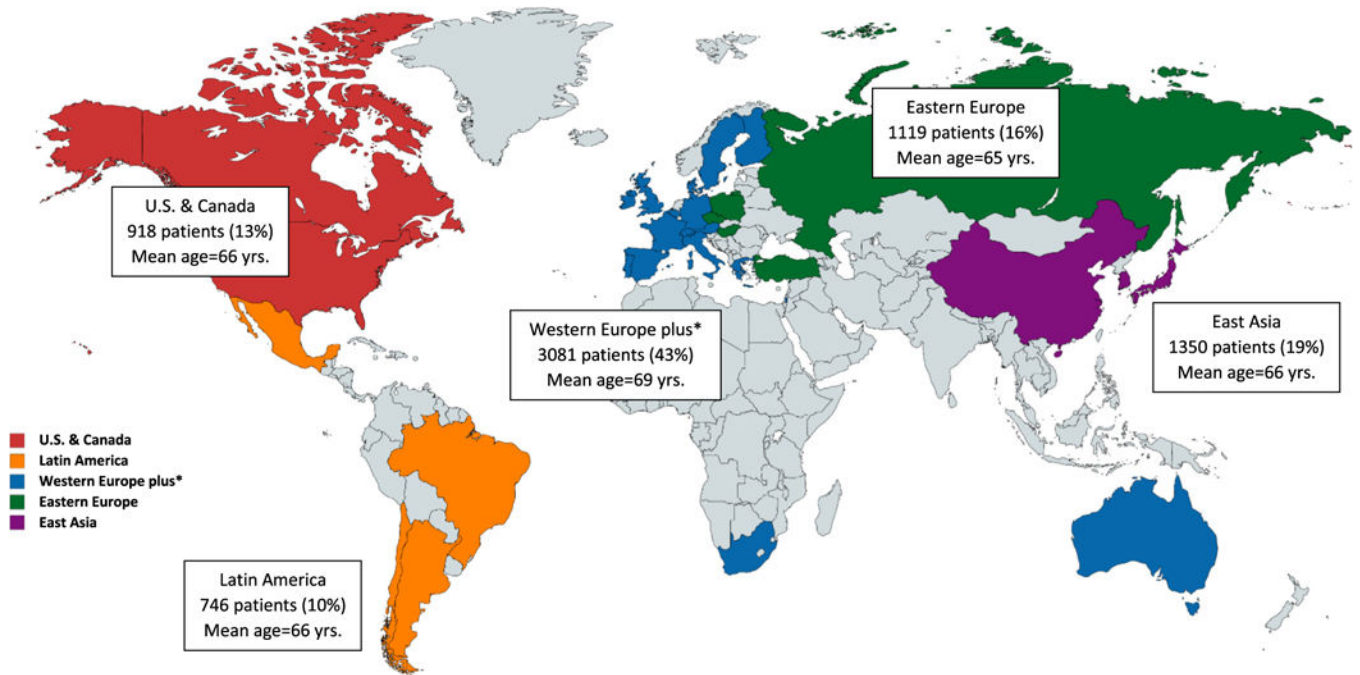 Eastern Europe
1119 patients (16%)
Mean age=65 yrs.
U.S. & Canada
918 patients (13%)
Mean age=66 yrs.
Western Europe plus*
3081 patients (43%)
Mean age=69 yrs.
East Asia
1350 patients (19%)
Mean age=66 yrs.
U.S. & Canada
Latin America
Western Europe plus*
Eastern Europe
East Asia
Latin America
746 patients (10%)
Mean age=66 yrs.